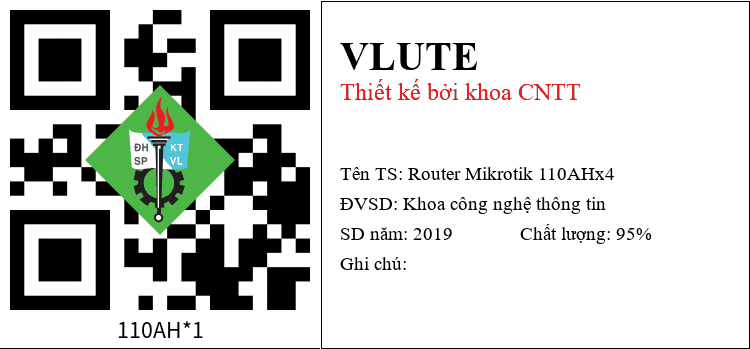 ĐH KT
SP VL
110AH*1
VLUTE
Thiết kế bởi khoa CNTT
Tên TS: Router Mikrotik 110AHx4
ĐVSD: Khoa công nghệ thông tin
SD năm: 2019 Chất lượng: 95%
Ghi chú: